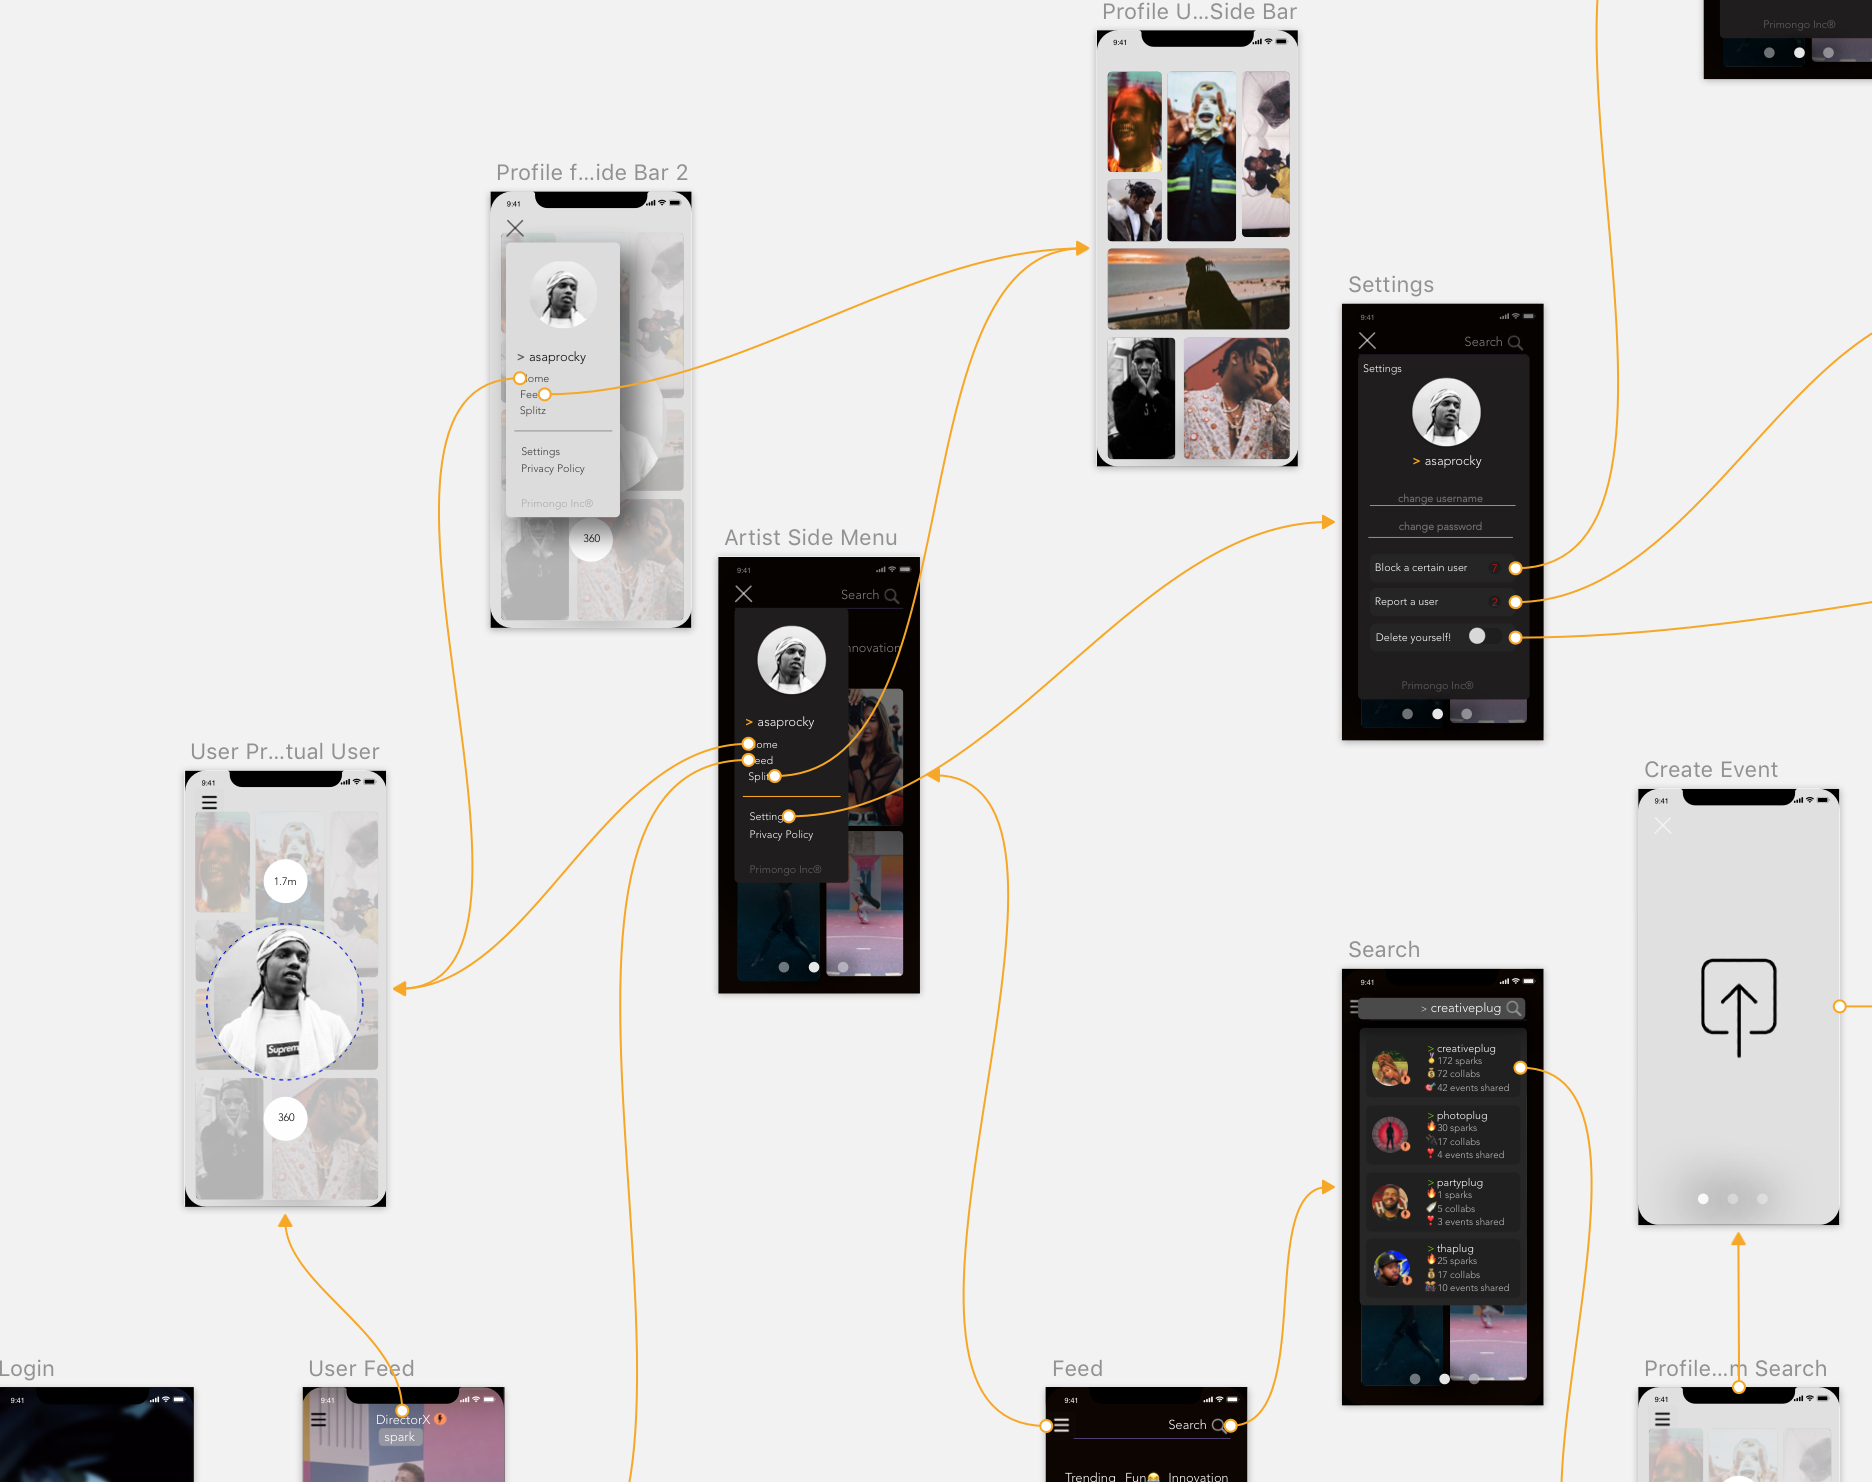 Profile U...Side Bar
9:41
Primongo Inc®
Profile f...ide Bar 2
9:41
> asaprocky
ome
Fee
Splitz
Settings
Privacy Policy
Primongo Inc®
360
Settings
9:41
Search
Settings
> asaprocky
change username
change password
Block a certain user 7
Report a user 2
Delete yourself!
Primongo Inc®
Artist Side Menu
9:41
Search
nnovation
> asaprocky
ome
eed
Split
Setting
Privacy Policy
Primongo Inc®
User Pr...tual User
9:41
1.7m
Suprem
360
Create Event
9:41
Search
9:41
> creativeplug
> creativeplug
172 sparks
72 collabs
42 events shared
> photoplug
30 sparks
17 collabs
4 events shared
> partyplug
1 sparks
5 collabs
3 events shared
> thaplug
25 sparks
17 collabs
10 events shared
Login
9:41
User Feed
9:41
DirectorX
spark
Feed
9:41
Search
Trending Fun😂 Innovation
Profile...m Search
9:41